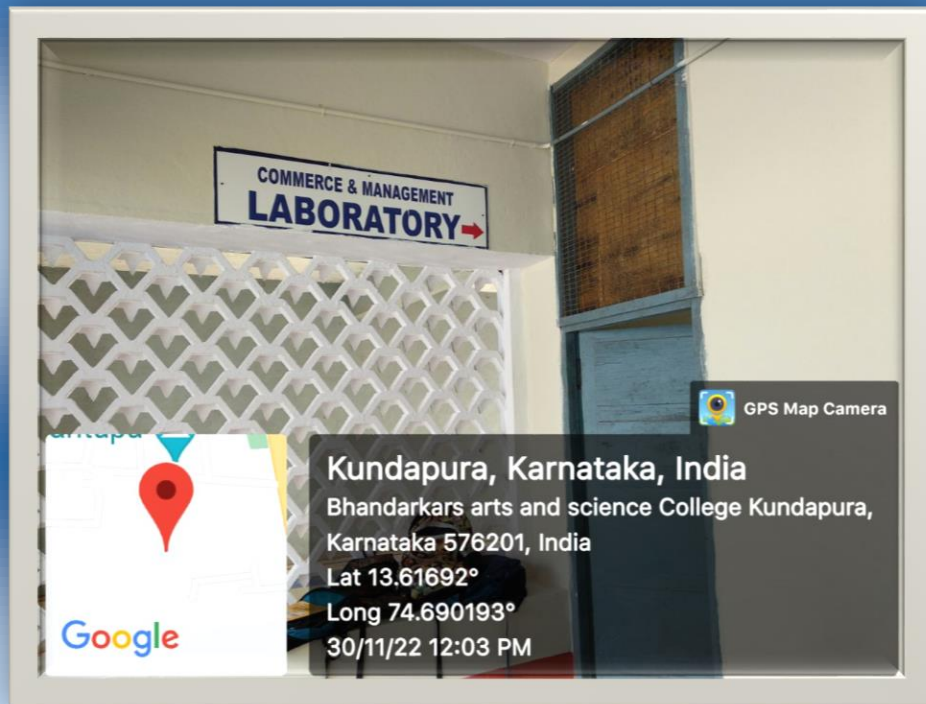 COMMERCE & MANAGEMENT
LABORATORY
GPS Map Camera
Kundapura, Karnataka, India
Bhandarkars arts and science College Kundapura,
Karnataka 576201, India
Lat 13.61692°
Long 74.690193°
30/11/22 12:03 PM
Google